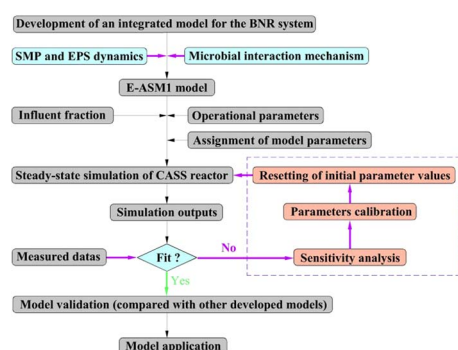 Development of an integrated model for the BNR system
SMP and EPS dynamics
Microbial interaction mechanism
E-ASM1 model
Influent fraction
Operational parameters
Assignment of model parameters
Steady-state simulation of CASS reactor
Resetting of initial parameter values
Simulation outputs
Parameters calibration
Measured datas
Fit ?
No
Sensitivity analysis
Yes
Model validation (compared with other developed models)
Model application